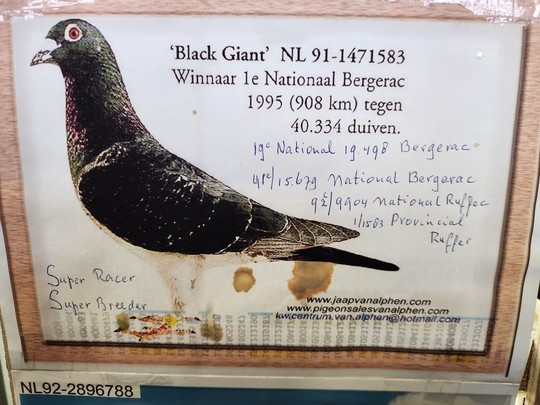 'Black Giant' NL 91-1471583
Winnaar 1e Nationaal Bergerac
1995 (908 km) tegen
40.334 duiven.
19e National 19.498 Bergerac
41e/15.679 National Bergerac
9e/9904 National Ruffec
1/1583 Provincial
Ruffec
Super Racer
Super Breeder
www.jaapvanalphen.com
www.pigeonsalesvanalphen.com
kw.centrum.van.alphen@hotmail.com
NL92-2896788